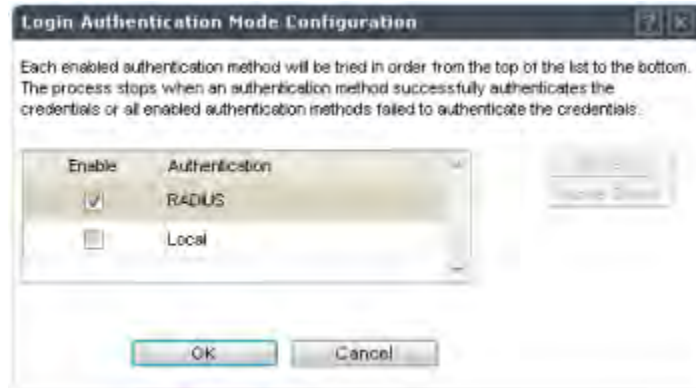 Login Authentication Mode Configuration
?
Each enabled authentication method will be tried in order from the top of the list to the bottom.
The process stops when an authentication method successfully authenticates the
credentials or all enabled authentication methods failed to authenticate the credentials.
Enable Authentication
RADIUS
Local
OK Cancel